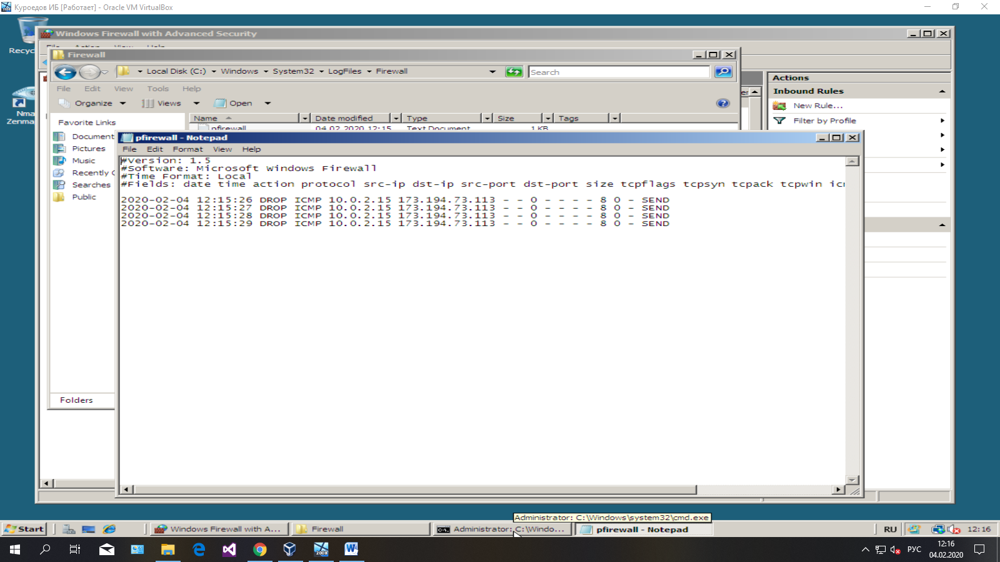 Куроедов ИБ [Работает] - Oracle VM VirtualBox
Windows Firewall with Advanced Security
Firewall
Local Disk (C:) Windows System32 LogFiles Firewall
Search
File Edit View Tools Help
Organize Views Open
Favorite Links
Name Date modified Type Size Tags
pfirewall 04.02.2020 12:15 Text Document 1 KB
Pictures
Music
Recently
Searches
Public
Folders
pfirewall - Notepad
File Edit Format View Help
#Version: 1.5
#Software: Microsoft Windows Firewall
#Time Format: Local
#Fields: date time action protocol src-ip dst-ip src-port dst-port size tcpflags tcpsyn tcpack tcpwin
2020-02-04 12:15:26 DROP ICMP 10.0.2.15 173.194.73.113 - - 0 - - - - 8 0 - SEND
2020-02-04 12:15:27 DROP ICMP 10.0.2.15 173.194.73.113 - - 0 - - - - 8 0 - SEND
2020-02-04 12:15:28 DROP ICMP 10.0.2.15 173.194.73.113 - - 0 - - - - 8 0 - SEND
2020-02-04 12:15:29 DROP ICMP 10.0.2.15 173.194.73.113 - - 0 - - - - 8 0 - SEND
Actions
Inbound Rules
New Rule...
Filter by Profile
Administrator: C:\Windows\system32\cmd.exe
Start
Windows Firewall with A...
Firewall
Administrator: C:\Windo...
pfirewall - Notepad
RU
12:16
РУС
12:16
04.02.2020